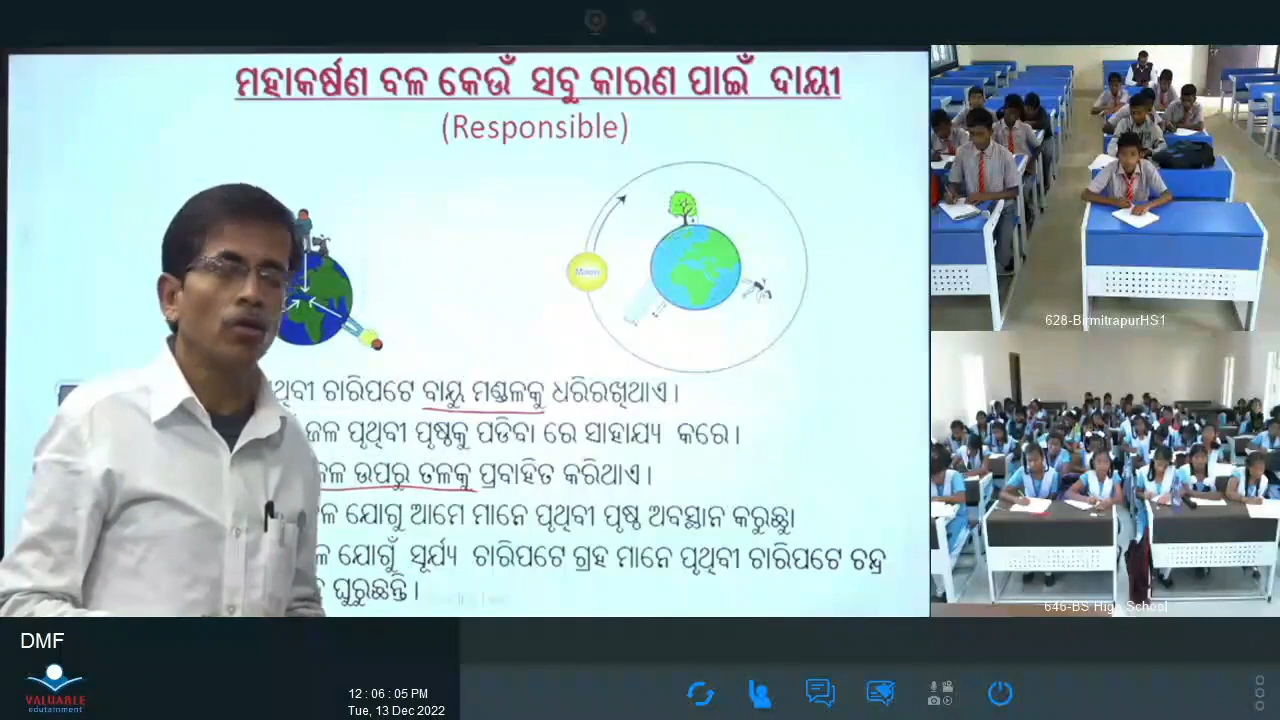 ମହାକର୍ଷଣ ବଳ କେଉଁ ସବୁ କାରଣ ପାଇଁ ଦାୟୀ
(Responsible)
Moon
ପୃଥିବୀ ଚାରିପଟେ ବାୟୁ ମଣ୍ଡଳକୁ ଧରିରଖିଥାଏ ।
ଜଳ ପୃଥିବୀ ପୃଷ୍ଠକୁ ପଡିବା ରେ ସାହାଯ୍ୟ କରେ ।
ଜଳ ଉପରୁ ତଳକୁ ପ୍ରବାହିତ କରିଥାଏ ।
ଯୋଗୁ ଆମେ ମାନେ ପୃଥିବୀ ପୃଷ୍ଠ ଅବସ୍ଥାନ କରୁଛୁ।
ଯୋଗୁଁ ସୂର୍ଯ୍ୟ ଚାରିପଟେ ଗ୍ରହ ମାନେ ପୃଥିବୀ ଚାରିପଟେ ଚନ୍ଦ୍ର
ଘୁରୁଛନ୍ତି ।
628-BirmitrapurHS1
646-BS High School
DMF
VALUABLE
edutainment
12 : 06 : 05 PM
Tue, 13 Dec 2022